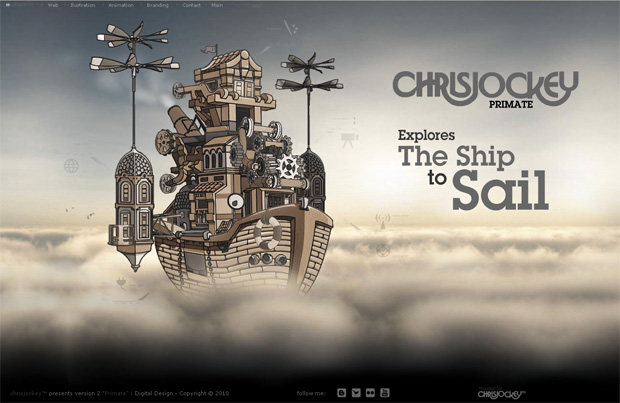 Web Illustration Animation Branding Contact Main
CHRISJOCKEY
PRIMATE
Explores
The Ship
to Sail
chrisjockey™ presents version 2 "Primate" | Digital Design - Copyright © 2010
follow me:
CHRISJOCKEY